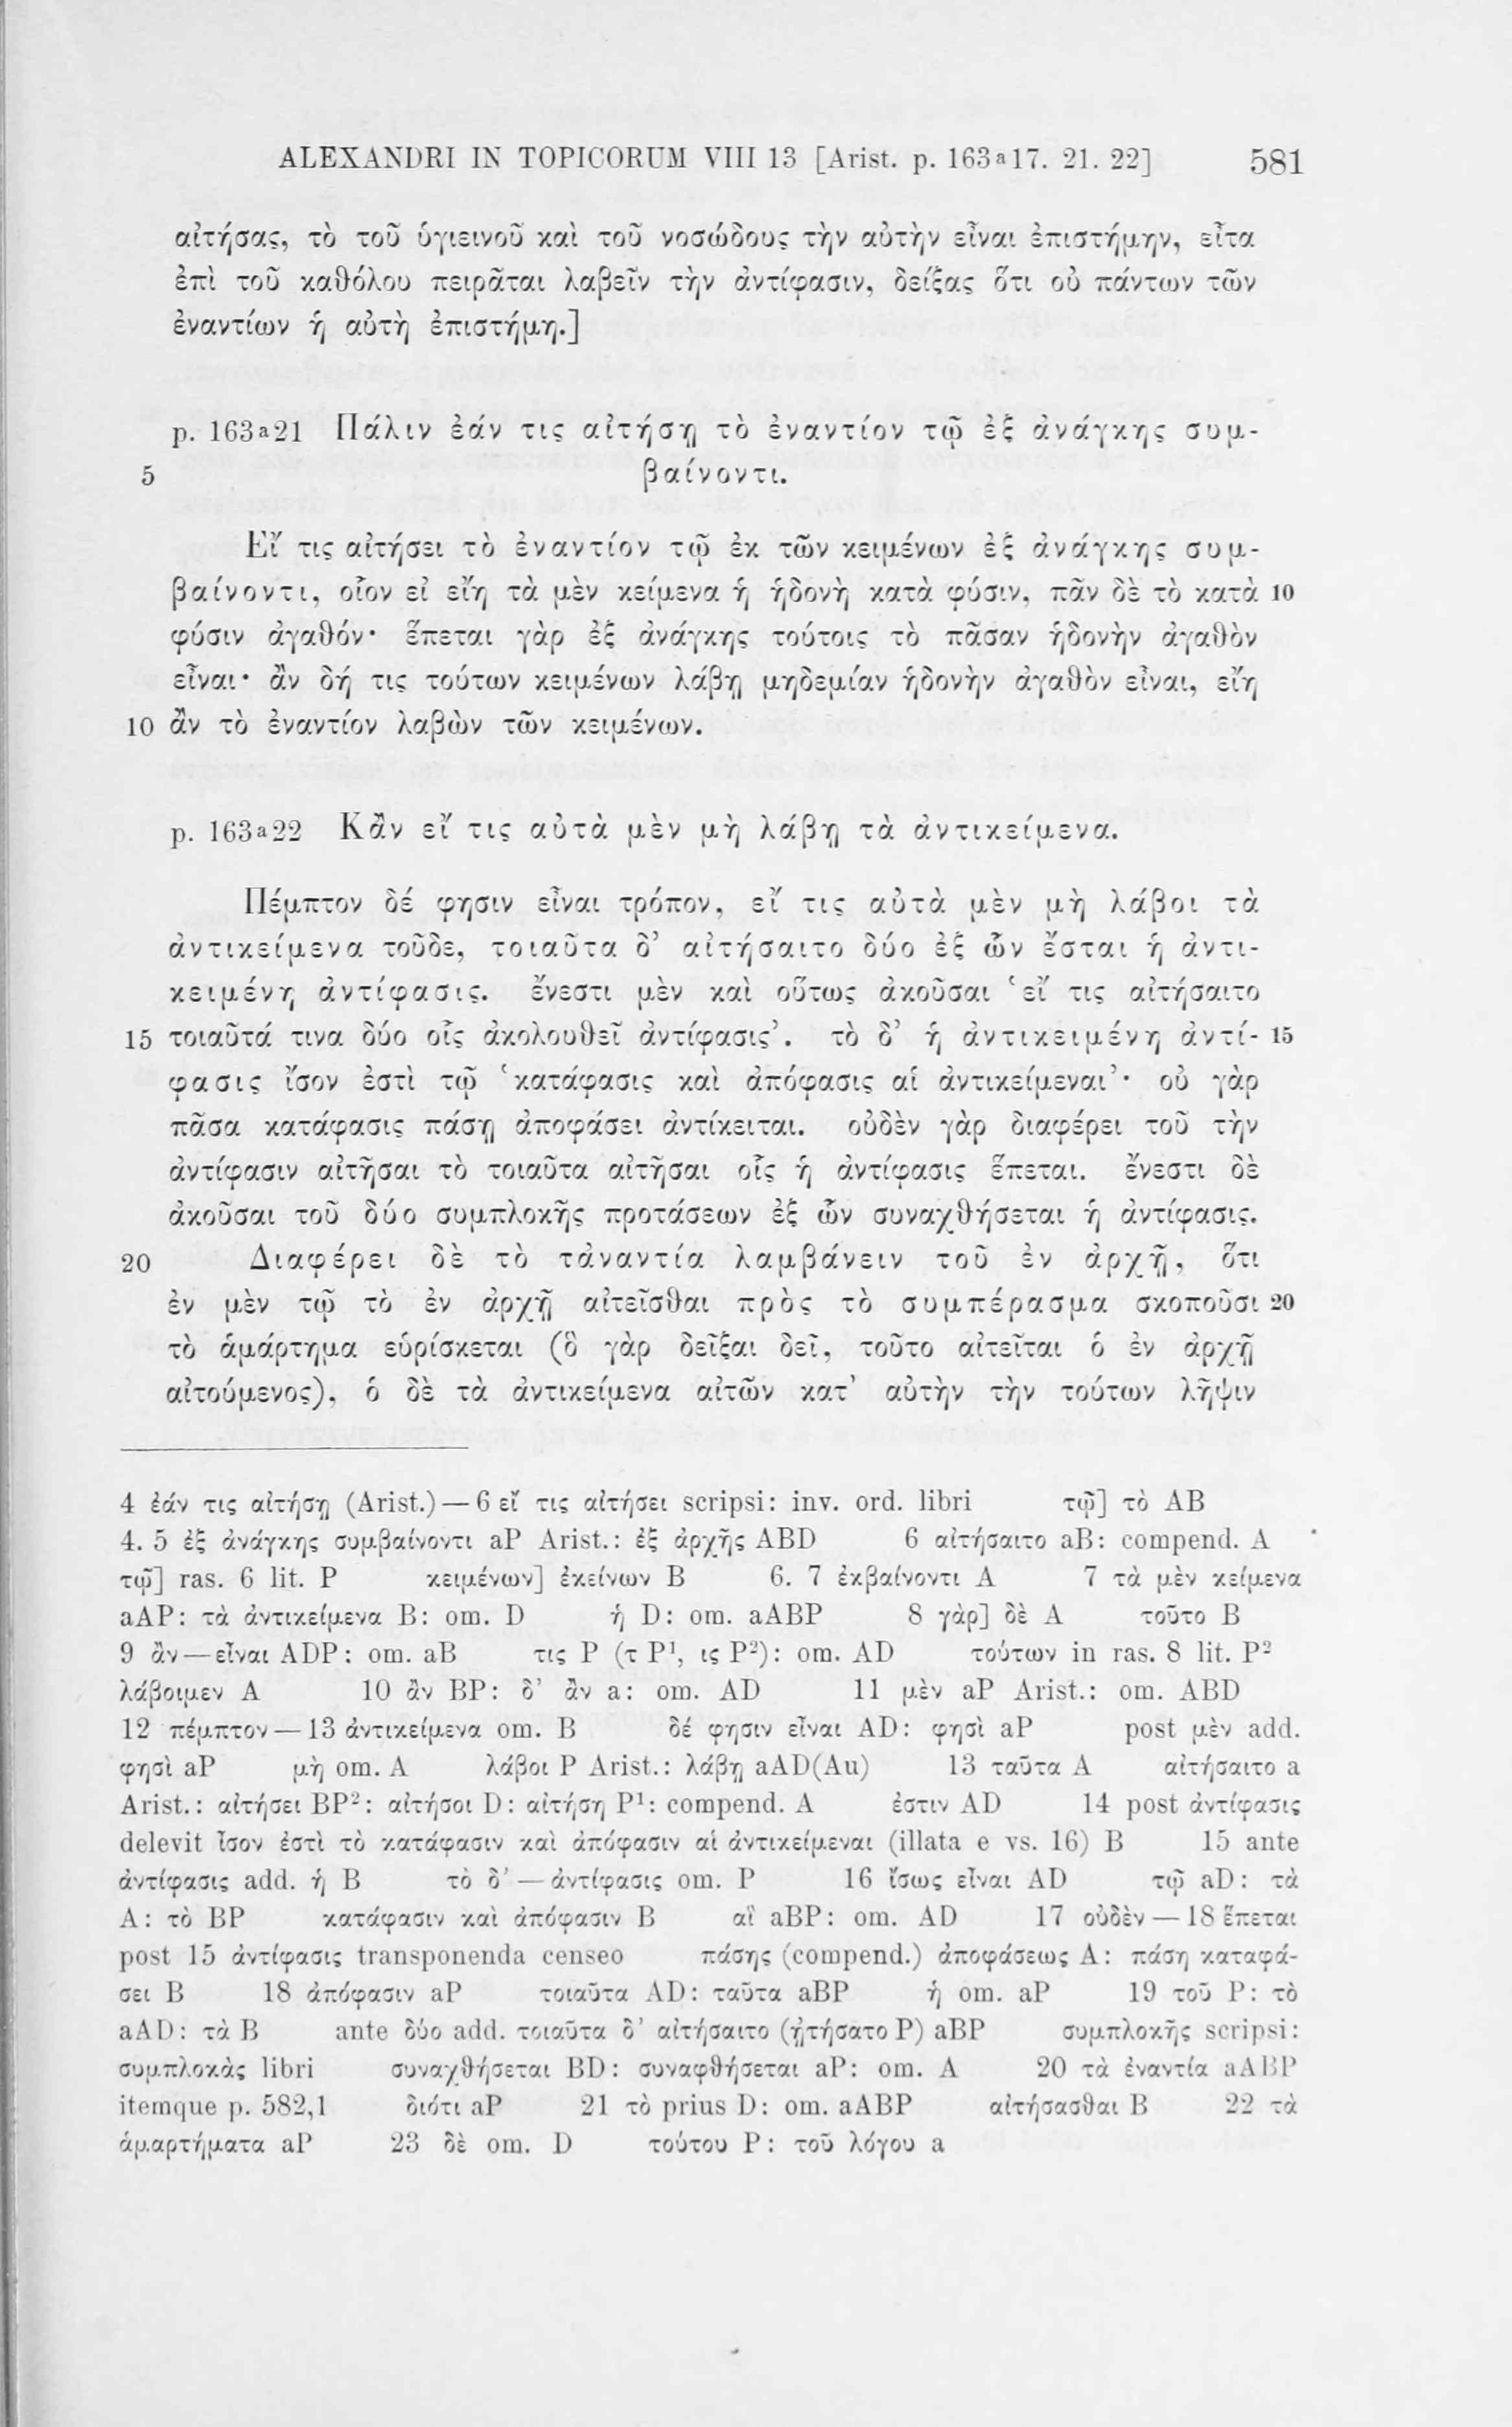 ALEXANDRI IN TOPICORUM VIII 13 [Arist. p. 163a17. 21. 22] 581
αἰτήσας, τὸ τοῦ ὑγιεινοῦ καὶ τοῦ νοσώδους τὴν αὐτὴν εἶναι ἐπιστήμην, εἶτα
ἐπὶ τοῦ καθόλου πειρᾶται λαβεῖν τὴν ἀντίφασιν, δείξας ὅτι οὐ πάντων τῶν
ἐναντίων ἡ αὐτὴ ἐπιστήμη.]
p. 163a21 Πάλιν ἐάν τις αἰτήσῃ τὸ ἐναντίον τῷ ἐξ ἀνάγκης συμ-
5 βαίνοντι.
Εἴ τις αἰτήσει τὸ ἐναντίον τῷ ἐκ τῶν κειμένων ἐξ ἀνάγκης συμ-
βαίνοντι, οἷον εἰ εἴη τὰ μὲν κείμενα ἡ ἡδονὴ κατὰ φύσιν, πᾶν δὲ τὸ κατὰ 10
φύσιν ἀγαθόν· ἕπεται γὰρ ἐξ ἀνάγκης τούτοις τὸ πᾶσαν ἡδονὴν ἀγαθὸν
εἶναι· ἂν δή τις τούτων κειμένων λάβῃ μηδεμίαν ἡδονὴν ἀγαθὸν εἶναι, εἴη
10 ἂν τὸ ἐναντίον λαβὼν τῶν κειμένων.
p. 163a22 Κἂν εἴ τις αὐτὰ μὲν μὴ λάβῃ τὰ ἀντικείμενα.
Πέμπτον δέ φησιν εἶναι τρόπον, εἴ τις αὐτὰ μὲν μὴ λάβοι τὰ
ἀντικείμενα τοῦδε, τοιαῦτα δ’ αἰτήσαιτο δύο ἐξ ὧν ἔσται ἡ ἀντι-
κειμένη ἀντίφασις. ἔνεστι μὲν καὶ οὕτως ἀκοῦσαι ‘εἴ τις αἰτήσαιτο
15 τοιαῦτά τινα δύο οἷς ἀκολουθεῖ ἀντίφασις’. τὸ δ’ ἡ ἀντικειμένη ἀντί- 15
φασις ἴσον ἐστὶ τῷ ‘κατάφασις καὶ ἀπόφασις αἱ ἀντικείμεναι’· οὐ γὰρ
πᾶσα κατάφασις πάσῃ ἀποφάσει ἀντίκειται. οὐδὲν γὰρ διαφέρει τοῦ τὴν
ἀντίφασιν αἰτῆσαι τὸ τοιαῦτα αἰτῆσαι οἷς ἡ ἀντίφασις ἕπεται. ἔνεστι δὲ
ἀκοῦσαι τοῦ δύο συμπλοκῆς προτάσεων ἐξ ὧν συναχθήσεται ἡ ἀντίφασις.
20 Διαφέρει δὲ τὸ τἀναντία λαμβάνειν τοῦ ἐν ἀρχῇ, ὅτι
ἐν μὲν τῷ τὸ ἐν ἀρχῇ αἰτεῖσθαι πρὸς τὸ συμπέρασμα σκοποῦσι 20
τὸ ἁμάρτημα εὑρίσκεται (ὃ γὰρ δεῖξαι δεῖ, τοῦτο αἰτεῖται ὁ ἐν ἀρχῇ
αἰτούμενος), ὁ δὲ τὰ ἀντικείμενα αἰτῶν κατ’ αὐτὴν τὴν τούτων λῆψιν
4 ἐάν τις αἰτήσῃ (Arist.) — 6 εἴ τις αἰτήσει scripsi: inv. ord. libri τῷ] τὸ AB
4. 5 ἐξ ἀνάγκης συμβαίνοντι aP Arist.: ἐξ ἀρχῆς ABD 6 αἰτήσαιτο aB: compend. A
τῷ] ras. 6 lit. P κειμένων] ἐκείνων B 6. 7 ἐκβαίνοντι A 7 τὰ μὲν κείμενα
aAP: τὰ ἀντικείμενα B: om. D ἡ D: om. aABP 8 γὰρ] δὲ A τοῦτο B
9 ἂν — εἶναι ADP: om. aB τις P (τ P¹, ις P²): om. AD τούτων in ras. 8 lit. P²
λάβοιμεν A 10 ἂν BP: δ’ ἂν a: om. AD 11 μὲν aP Arist.: om. ABD
12 πέμπτον — 13 ἀντικείμενα om. B δέ φησιν εἶναι AD: φησὶ aP post μὲν add.
φησὶ aP μὴ om. A λάβοι P Arist.: λάβῃ aAD(Au) 13 ταῦτα A αἰτήσαιτο a
Arist.: αἰτήσει BP²: αἰτήσοι D: αἰτήσῃ P¹: compend. A ἐστιν AD 14 post ἀντίφασις
delevit ἴσον ἐστὶ τὸ κατάφασιν καὶ ἀπόφασιν αἱ ἀντικείμεναι (illata e vs. 16) B 15 ante
ἀντίφασις add. ἡ B τὸ δ’ — ἀντίφασις om. P 16 ἴσως εἶναι AD τῷ aD: τὰ
A: τὸ BP κατάφασιν καὶ ἀπόφασιν B αἱ aBP: om. AD 17 οὐδὲν — 18 ἕπεται
post 15 ἀντίφασις transponenda censeo πάσης (compend.) ἀποφάσεως A: πάσῃ καταφά-
σει B 18 ἀπόφασιν aP τοιαῦτα AD: ταῦτα aBP ἡ om. aP 19 τοῦ P: τὸ
aAD: τὰ B ante δύο add. τοιαῦτα δ’ αἰτήσαιτο (ᾐτήσατο P) aBP συμπλοκῆς scripsi:
συμπλοκὰς libri συναχθήσεται BD: συναφθήσεται aP: om. A 20 τὰ ἐναντία aABP
itemque p. 582,1 διότι aP 21 τὸ prius D: om. aABP αἰτήσασθαι B 22 τὰ
ἁμαρτήματα aP 23 δὲ om. D τούτου P: τοῦ λόγου a